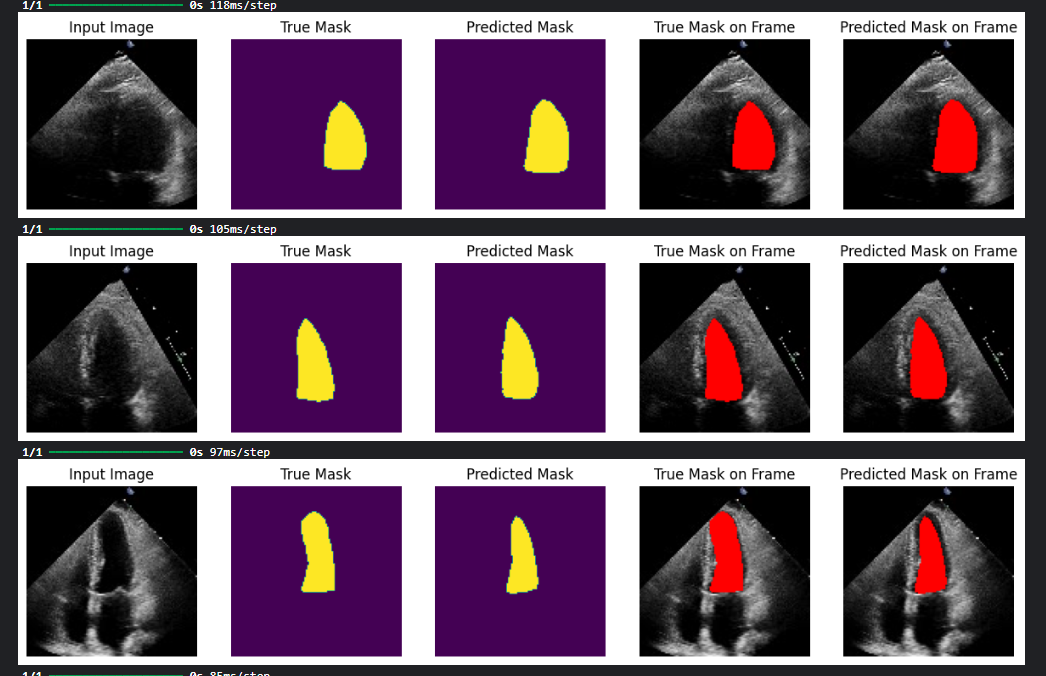 1/1 0s 118ms/step
Input Image True Mask Predicted Mask True Mask on Frame Predicted Mask on Frame
1/1 0s 105ms/step
Input Image True Mask Predicted Mask True Mask on Frame Predicted Mask on Frame
1/1 0s 97ms/step
Input Image True Mask Predicted Mask True Mask on Frame Predicted Mask on Frame
1/1 0s 85ms/step